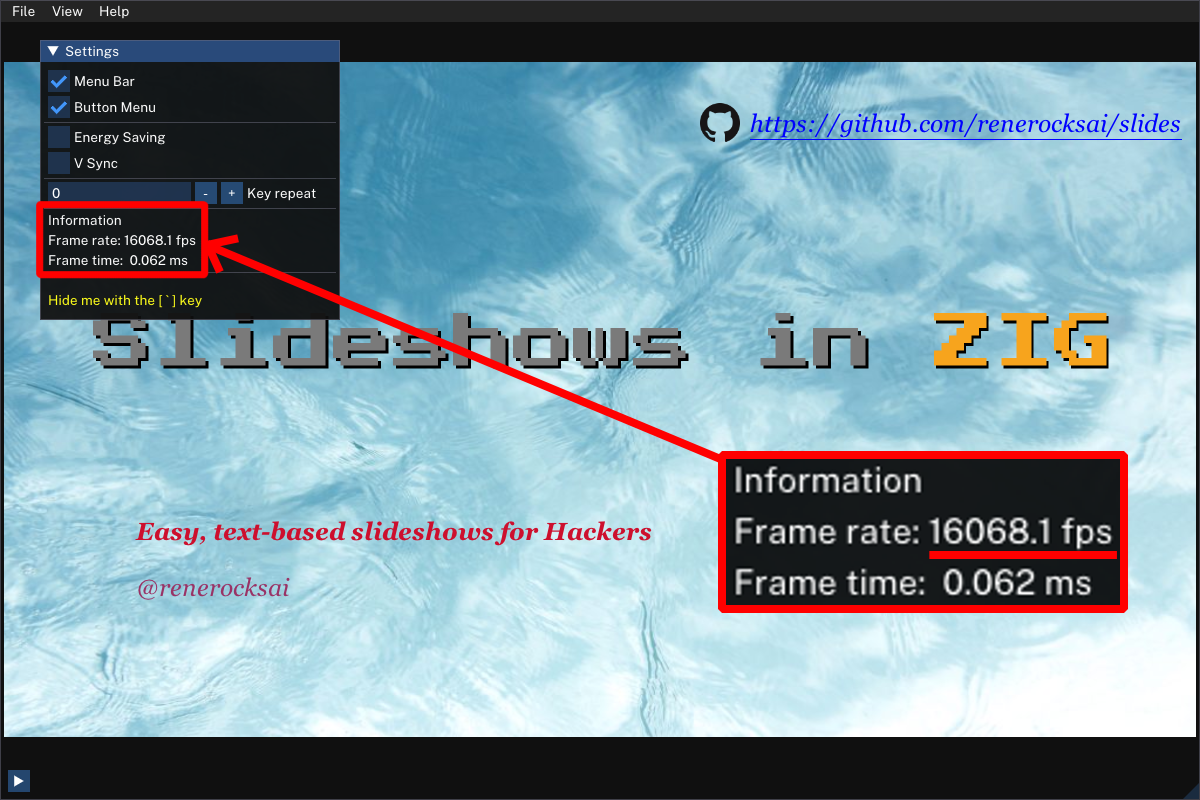 File View Help
Settings
Menu Bar
Button Menu
Energy Saving
V Sync
0 - + Key repeat
Information
Frame rate: 16068.1 fps
Frame time: 0.062 ms
Hide me with the [`] key
https://github.com/renerocksai/slides
Slideshows in ZIG
Easy, text-based slideshows for Hackers
@renerocksai
Information
Frame rate: 16068.1 fps
Frame time: 0.062 ms